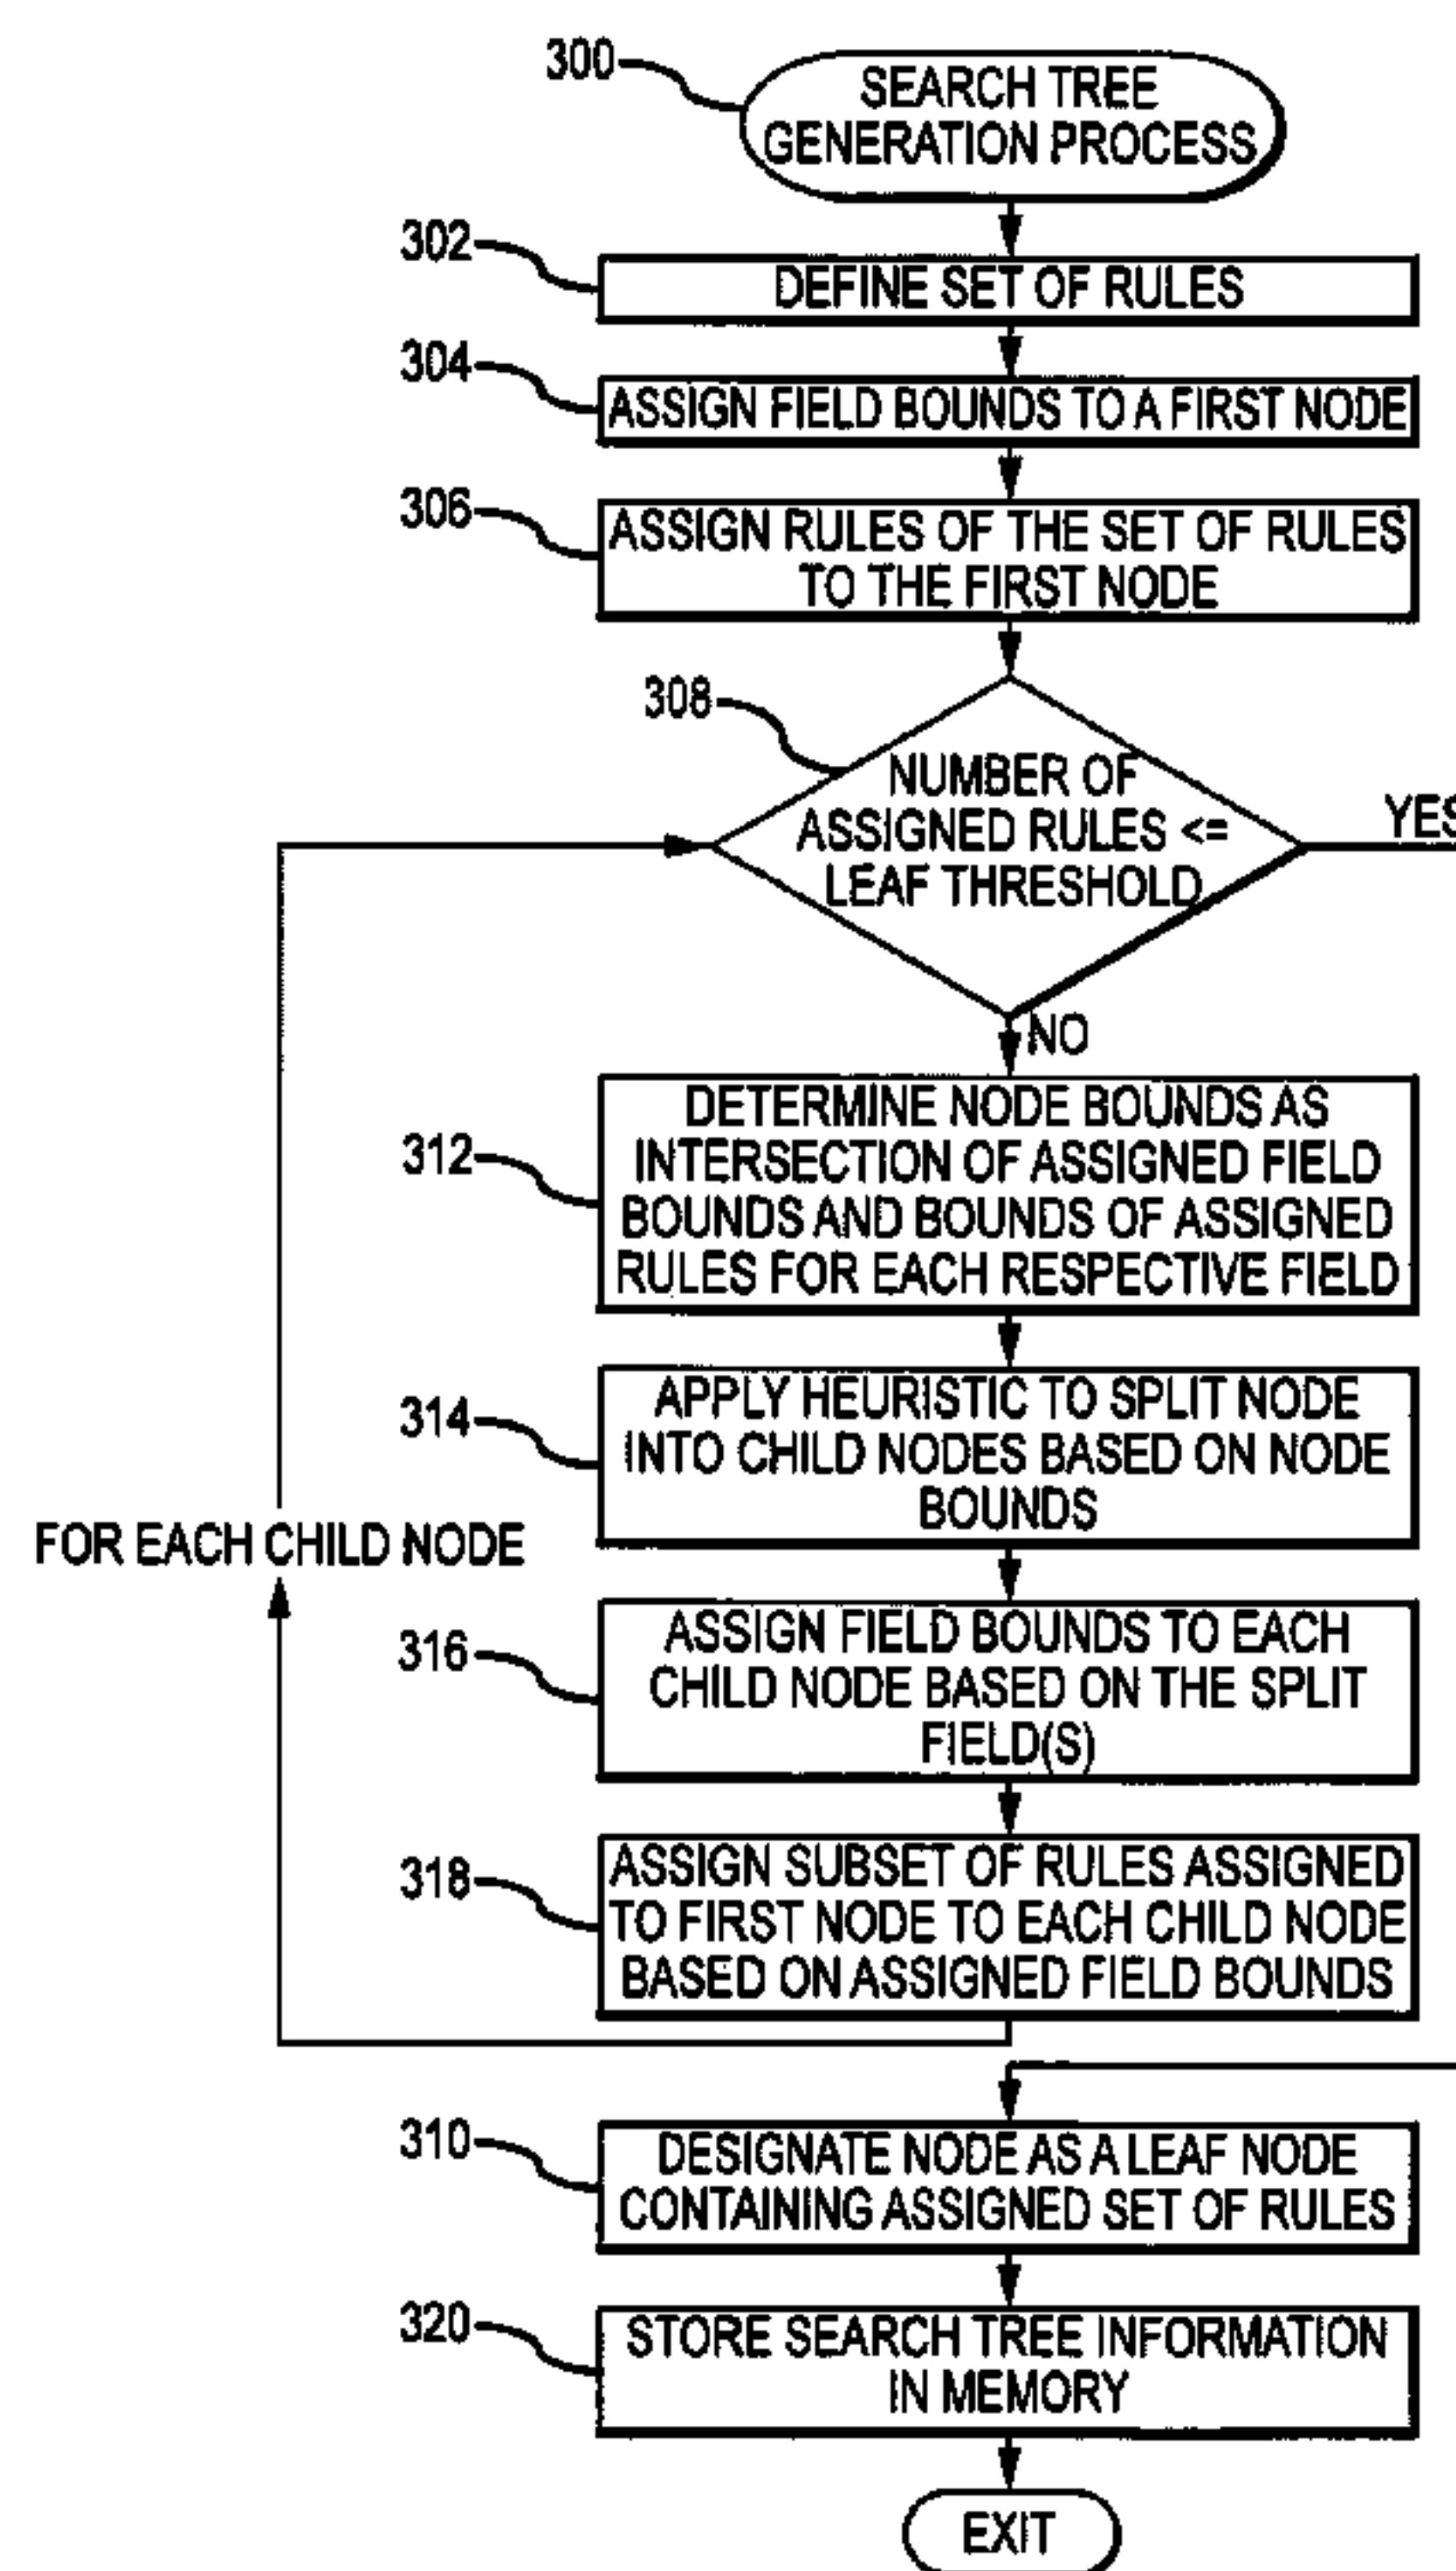 300
SEARCH TREE
GENERATION PROCESS
302
DEFINE SET OF RULES
304
ASSIGN FIELD BOUNDS TO A FIRST NODE
306
ASSIGN RULES OF THE SET OF RULES
TO THE FIRST NODE
308
NUMBER OF
ASSIGNED RULES <=
LEAF THRESHOLD
YES
NO
312
DETERMINE NODE BOUNDS AS
INTERSECTION OF ASSIGNED FIELD
BOUNDS AND BOUNDS OF ASSIGNED
RULES FOR EACH RESPECTIVE FIELD
314
APPLY HEURISTIC TO SPLIT NODE
INTO CHILD NODES BASED ON NODE
BOUNDS
FOR EACH CHILD NODE
316
ASSIGN FIELD BOUNDS TO EACH
CHILD NODE BASED ON THE SPLIT
FIELD(S)
318
ASSIGN SUBSET OF RULES ASSIGNED
TO FIRST NODE TO EACH CHILD NODE
BASED ON ASSIGNED FIELD BOUNDS
310
DESIGNATE NODE AS A LEAF NODE
CONTAINING ASSIGNED SET OF RULES
320
STORE SEARCH TREE INFORMATION
IN MEMORY
EXIT